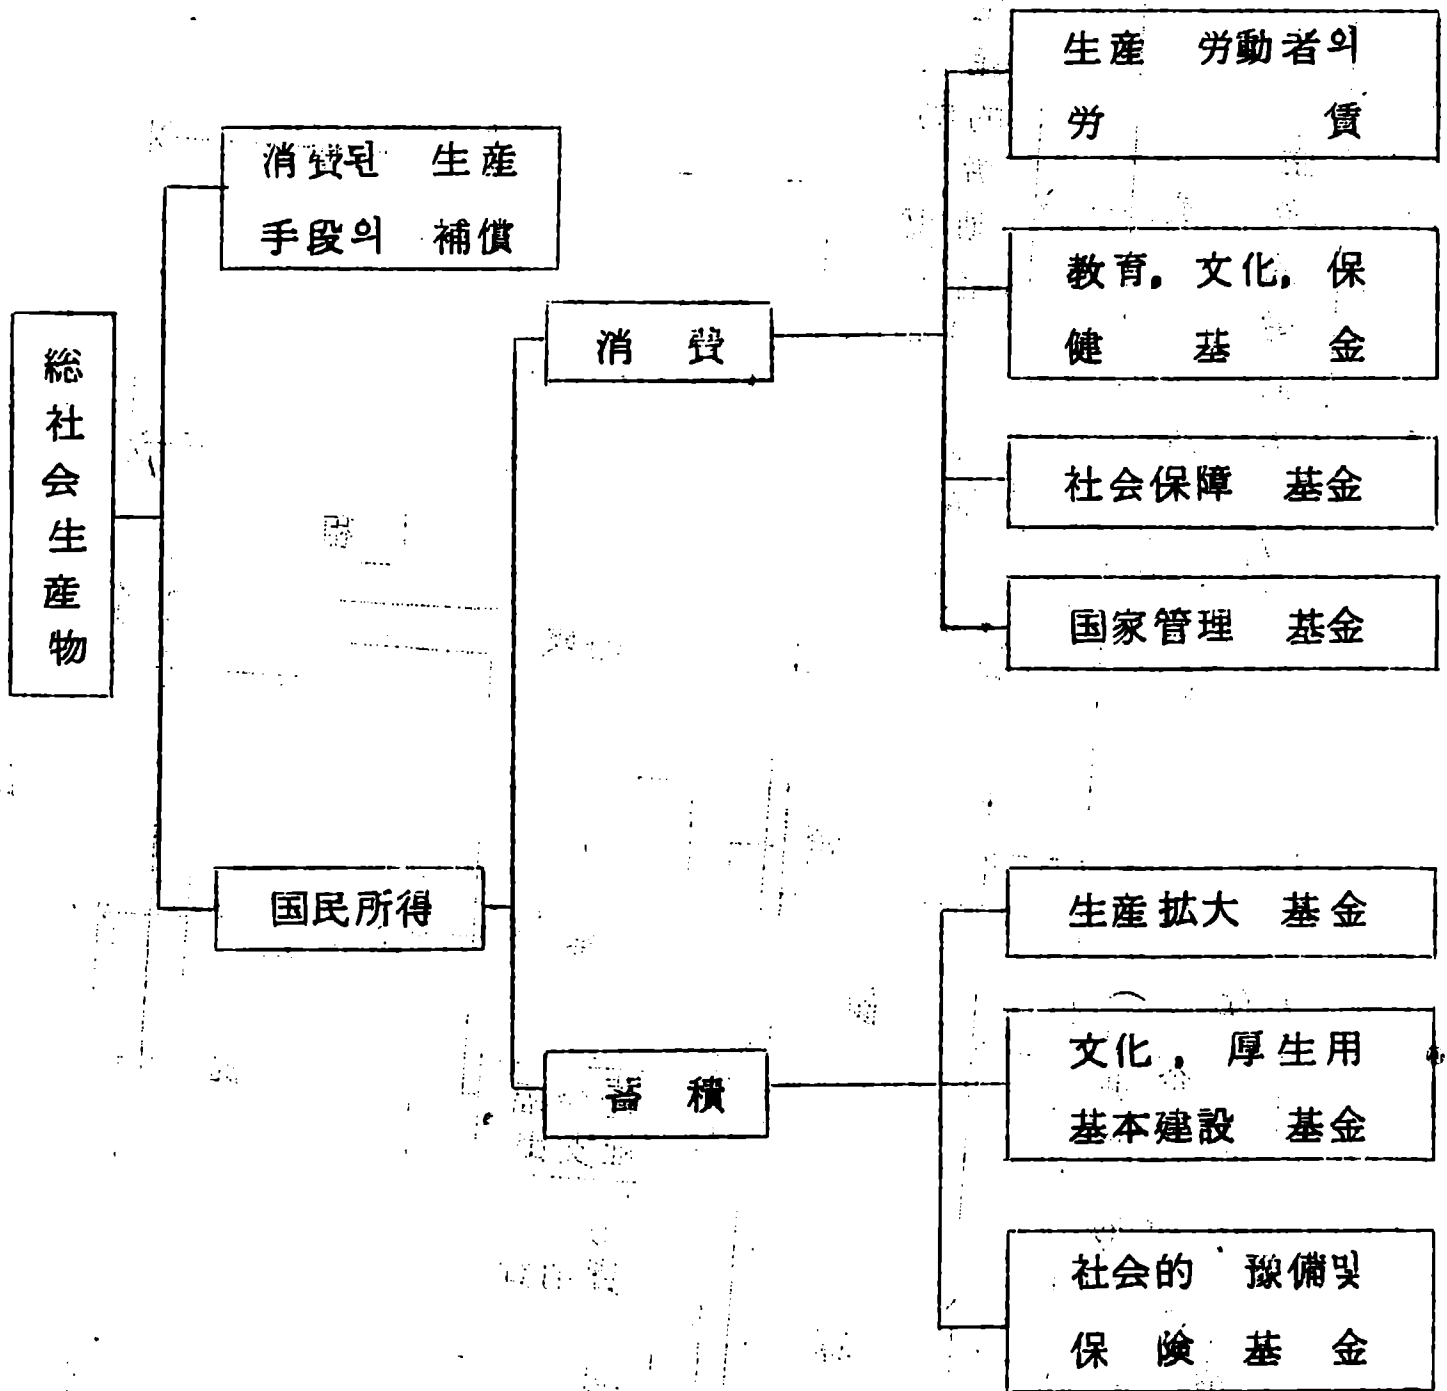 総社会生産物
消費된 生産
手段의 補償
国民所得
消 費
蓄 積
生産 労動者의
労 賃
教育, 文化, 保
健 基 金
社会保障 基金
国家管理 基金
生産拡大 基金
文化, 厚生用
基本建設 基金
社会的 豫備및
保 険 基 金